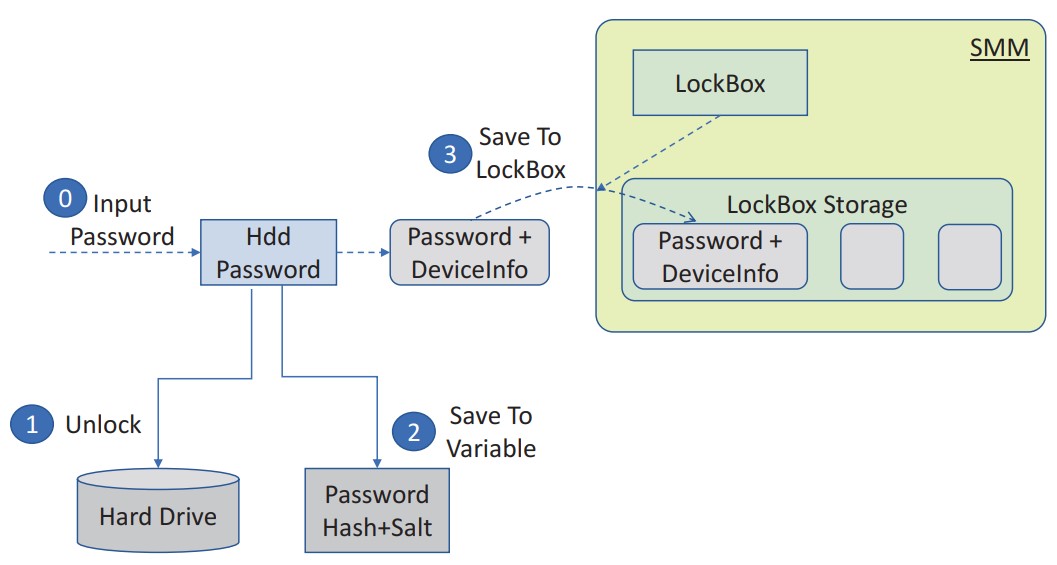 SMM
LockBox
3
Save To
LockBox
0
Input
Password
Hdd
Password
Password +
DeviceInfo
LockBox Storage
Password +
DeviceInfo
1
Unlock
2
Save To
Variable
Hard Drive
Password
Hash+Salt